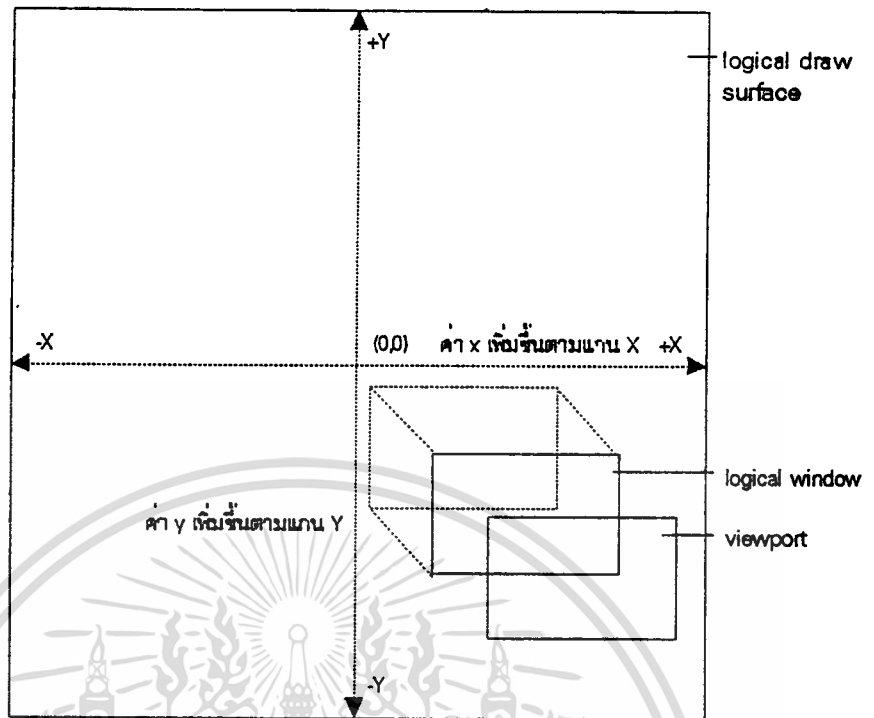 +Y
logical draw
surface
-X
(0,0) ค่า x เพิ่มขึ้นตามแกน X +X
logical window
ค่า y เพิ่มขึ้นตามแกน Y
viewport
-Y